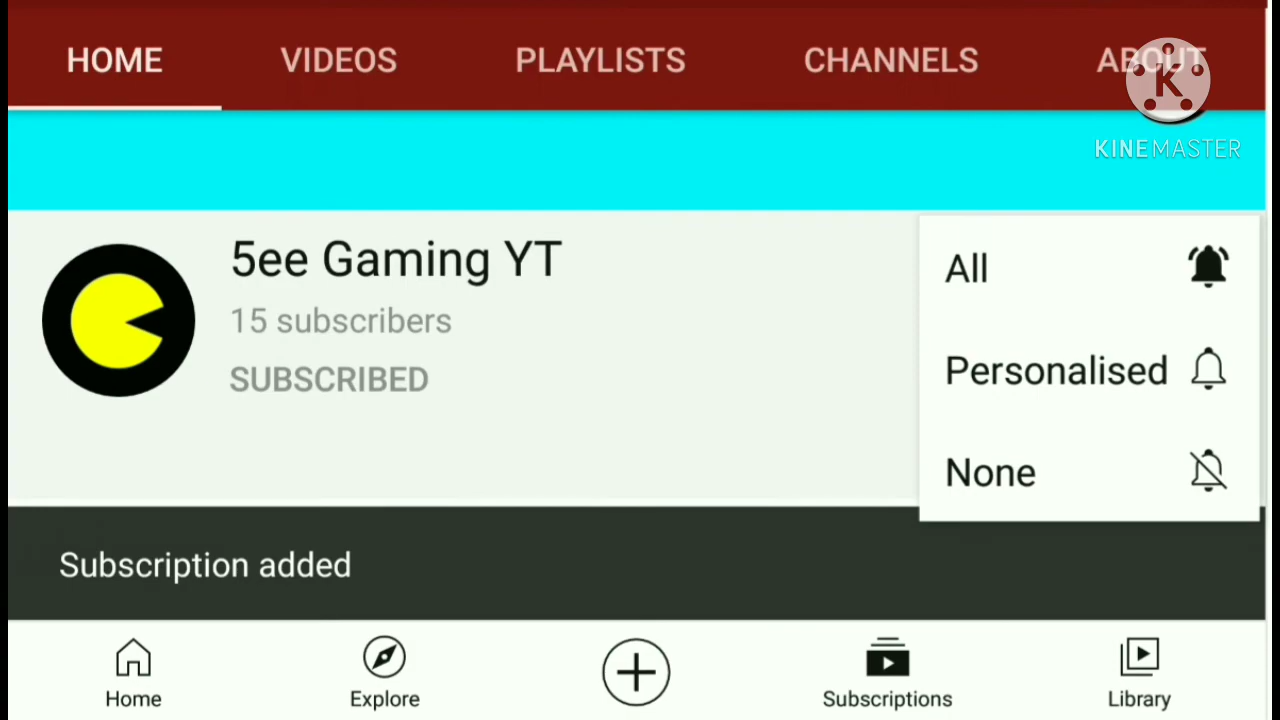 HOME VIDEOS PLAYLISTS CHANNELS ABOUT
K
KINEMASTER
5ee Gaming YT
15 subscribers
SUBSCRIBED
All
Personalised
None
Subscription added
Home Explore Subscriptions Library